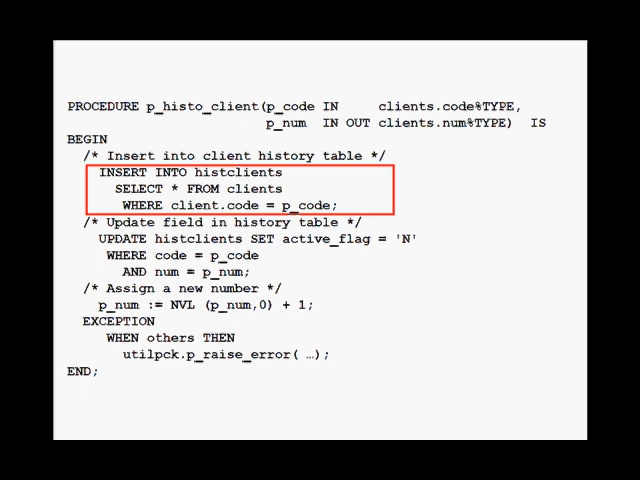 PROCEDURE p_histo_client(p_code IN     clients.code%TYPE,
                         p_num  IN OUT clients.num%TYPE)  IS
BEGIN
  /* Insert into client history table */
    INSERT INTO histclients
      SELECT * FROM clients
       WHERE client.code = p_code;
  /* Update field in history table */
    UPDATE histclients SET active_flag = 'N'
     WHERE code = p_code
       AND num = p_num;
  /* Assign a new number */
    p_num := NVL (p_num,0) + 1;
  EXCEPTION
     WHEN others THEN
       utilpck.p_raise_error( …);
END;